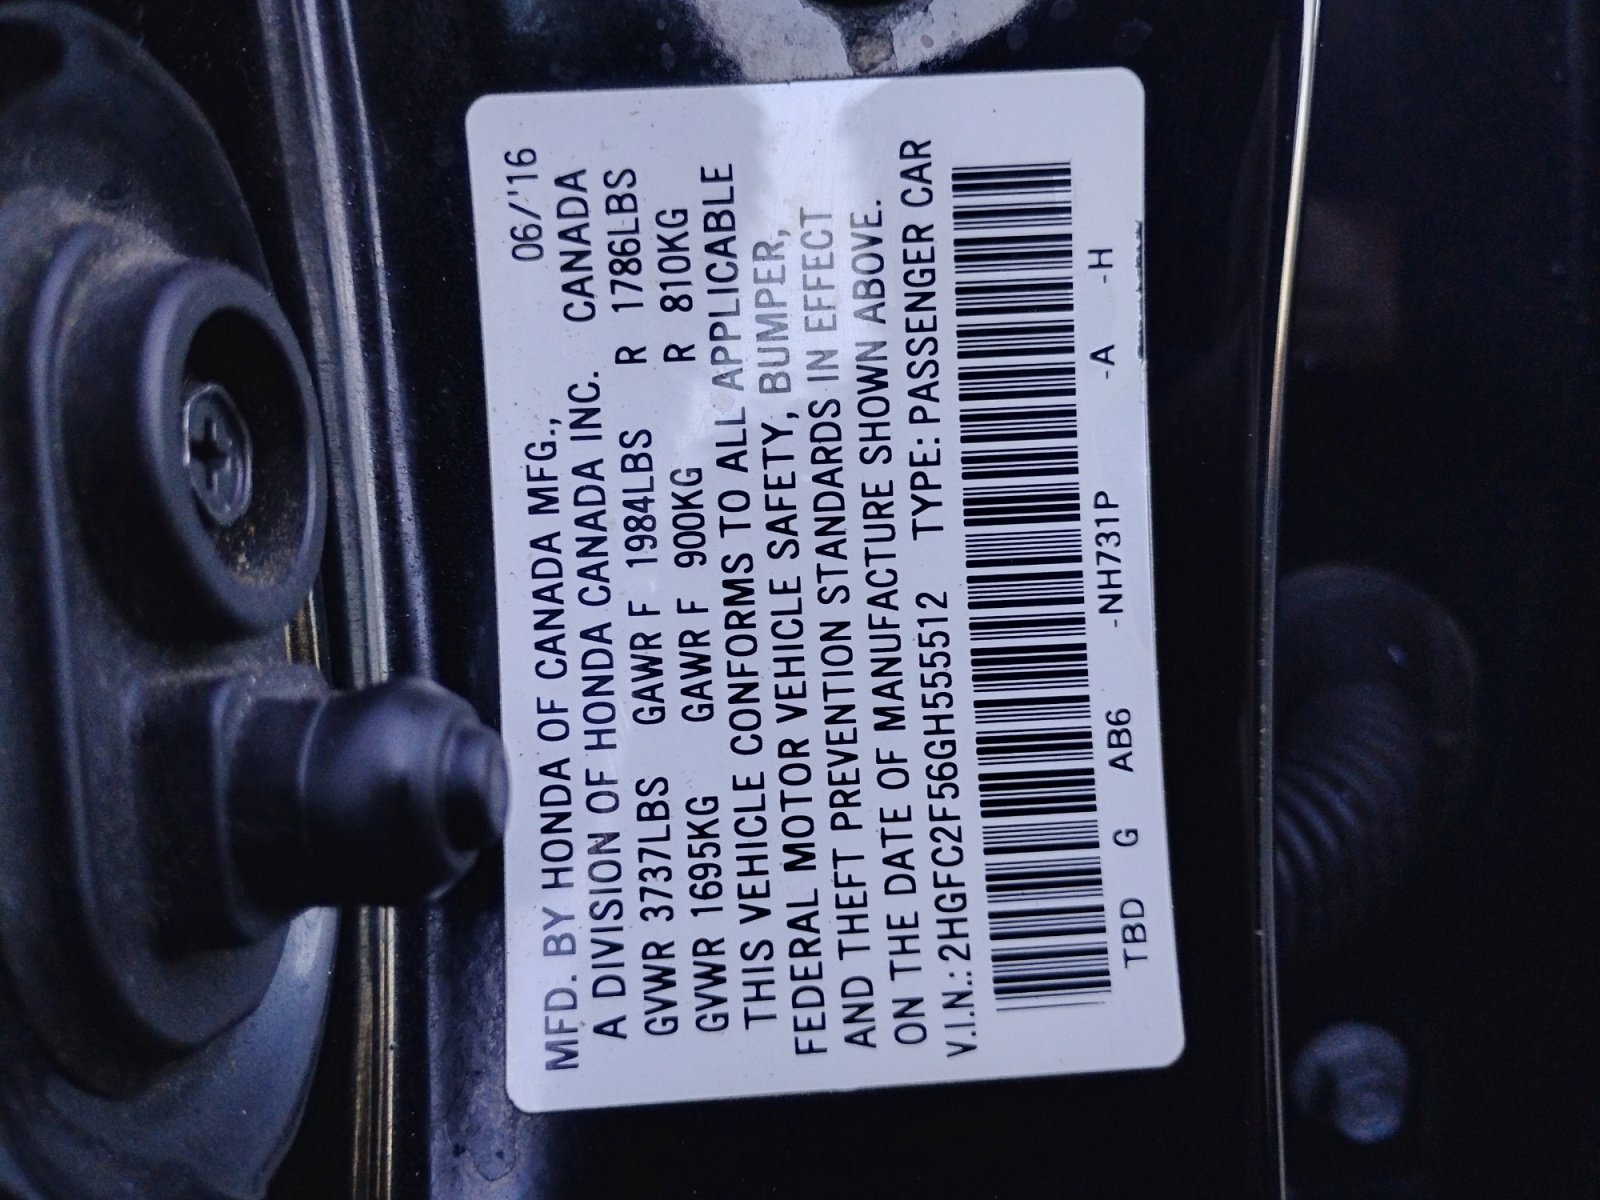 MFD. BY HONDA OF CANADA MFG., 06/'16
A DIVISION OF HONDA CANADA INC. CANADA
GVWR 3737LBS GAWR F 1984LBS R 1786LBS
GVWR 1695KG GAWR F 900KG R 810KG
THIS VEHICLE CONFORMS TO ALL APPLICABLE
FEDERAL MOTOR VEHICLE SAFETY, BUMPER,
AND THEFT PREVENTION STANDARDS IN EFFECT
ON THE DATE OF MANUFACTURE SHOWN ABOVE.
V.I.N.: 2HGFC2F56GH555512 TYPE: PASSENGER CAR
TBD G AB6 -NH731P -A -H